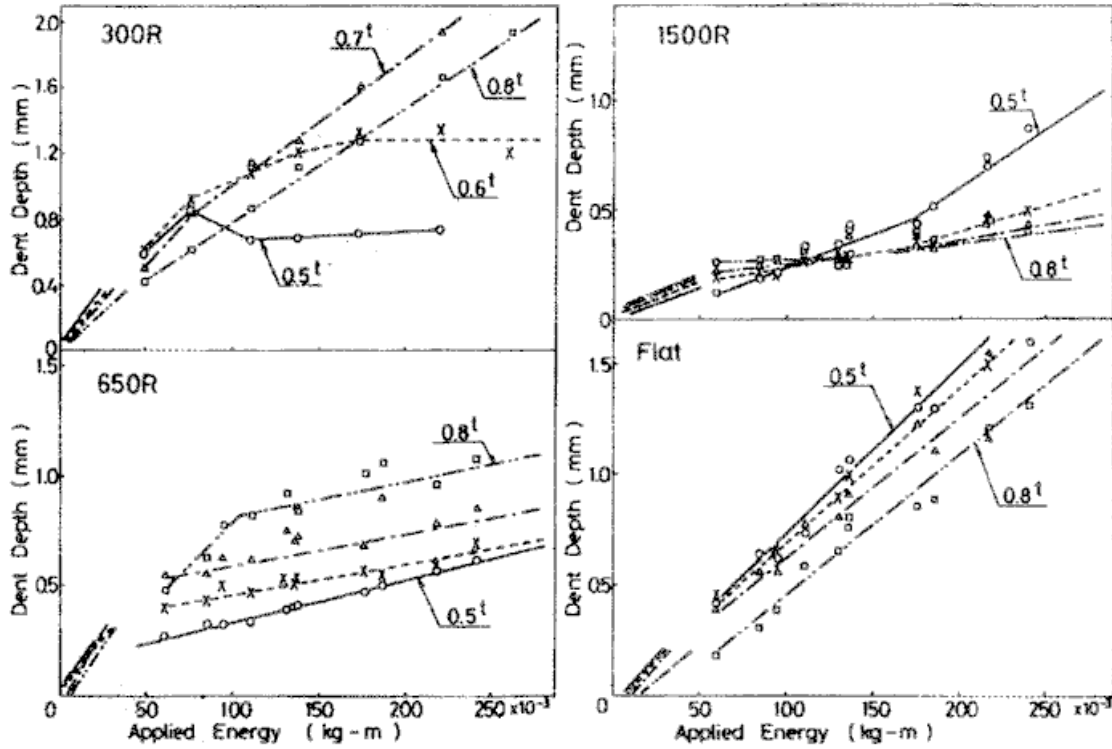 300R
2.0
1.6
1.2
0.8
0.4
0
Dent Depth (mm)
0.7t
0.8t
0.6t
0.5t
1500R
1.0
0.5
0
Dent Depth (mm)
0.5t
0.8t
650R
1.5
1.0
0.5
0
Dent Depth (mm)
0.8t
0.5t
0 50 100 150 200 250 ×10⁻³
Applied Energy (kg-m)
Flat
1.5
1.0
0.5
0
Dent Depth (mm)
0.5t
0.8t
0 50 100 150 200 250 ×10⁻³
Applied Energy (kg-m)